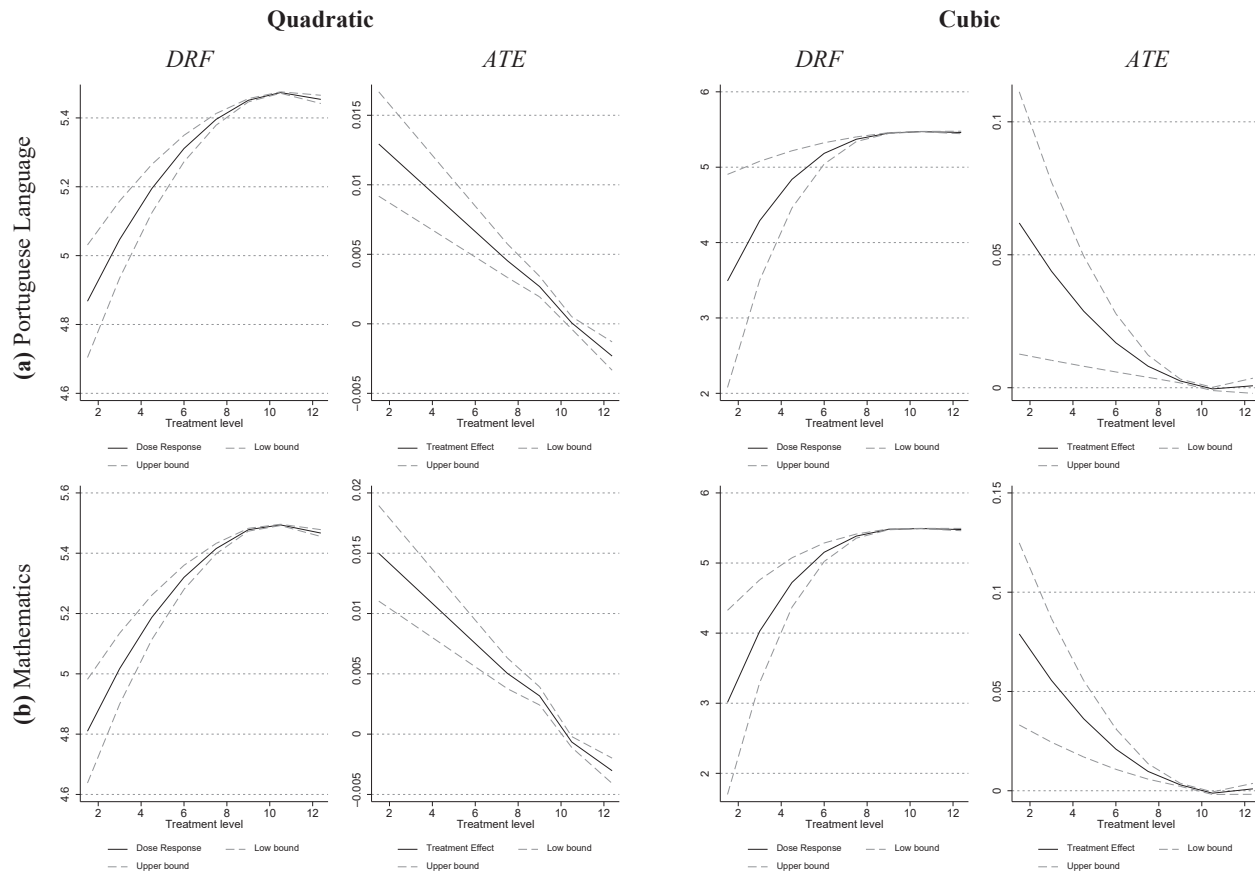 Quadratic
Cubic
DRF
ATE
DRF
ATE
(a) Portuguese Language
5.4
5.2
5
4.8
4.6
2 4 6 8 10 12
Treatment level
Dose Response
Low bound
Upper bound
0.015
0.01
0.005
0
−0.005
2 4 6 8 10 12
Treatment level
Treatment Effect
Low bound
Upper bound
6
5
4
3
2
2 4 6 8 10 12
Treatment level
Dose Response
Low bound
Upper bound
0.1
0.05
0
2 4 6 8 10 12
Treatment level
Treatment Effect
Low bound
Upper bound
(b) Mathematics
5.6
5.4
5.2
5
4.8
4.6
2 4 6 8 10 12
Treatment level
Dose Response
Low bound
Upper bound
0.02
0.015
0.01
0.005
0
−0.005
2 4 6 8 10 12
Treatment level
Treatment Effect
Low bound
Upper bound
6
5
4
3
2
2 4 6 8 10 12
Treatment level
Dose Response
Low bound
Upper bound
0.15
0.1
0.05
0
2 4 6 8 10 12
Treatment level
Treatment Effect
Low bound
Upper bound